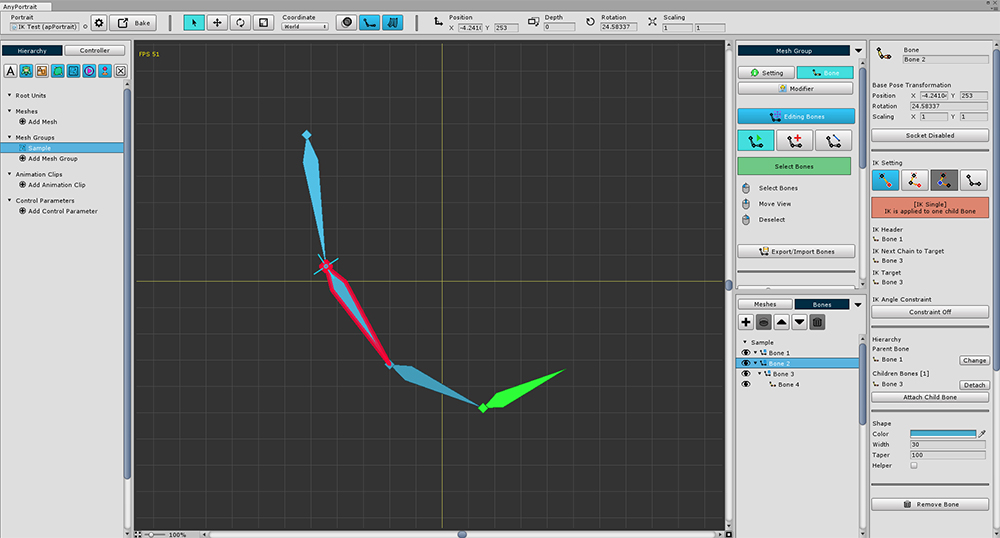 AnyPortrait
Portrait
IK Test (apPortrait)
Bake
Coordinate
World
Position
X -4.2416 Y 253
Depth
0
Rotation
24.58337
Scaling
1 1
Hierarchy
Controller
Root Units
Meshes
Add Mesh
Mesh Groups
Sample
Add Mesh Group
Animation Clips
Add Animation Clip
Control Parameters
Add Control Parameter
FPS 51
100%
Mesh Group
Setting
Bone
Modifier
Editing Bones
Select Bones
Select Bones
Move View
Deselect
Export/Import Bones
Meshes
Bones
Sample
Bone 1
Bone 2
Bone 3
Bone 4
Bone
Bone 2
Base Pose Transformation
Position X -4.2416 Y 253
Rotation 24.58337
Scaling X 1 Y 1
Socket Disabled
IK Setting
[IK Single]
IK is applied to one child Bone
IK Header
Bone 1
IK Next Chain to Target
Bone 3
IK Target
Bone 3
IK Angle Constraint
Constraint Off
Hierarchy
Parent Bone
Bone 1 Change
Children Bones [1]
Bone 3 Detach
Attach Child Bone
Shape
Color
Width 30
Taper 100
Helper
Remove Bone